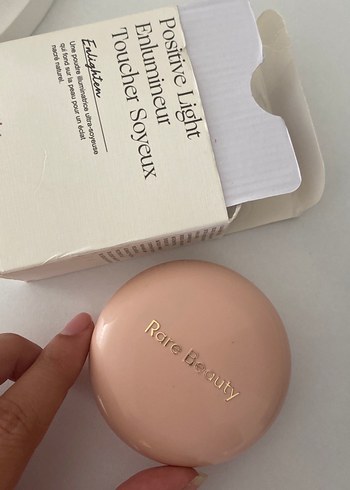 Positive Light
Enlumineur
Toucher Soyeux
Enlighten
Une poudre illuminatrice ultra-soyeuse
qui fond sur la peau pour un éclat
nacré naturel.
Rare Beauty